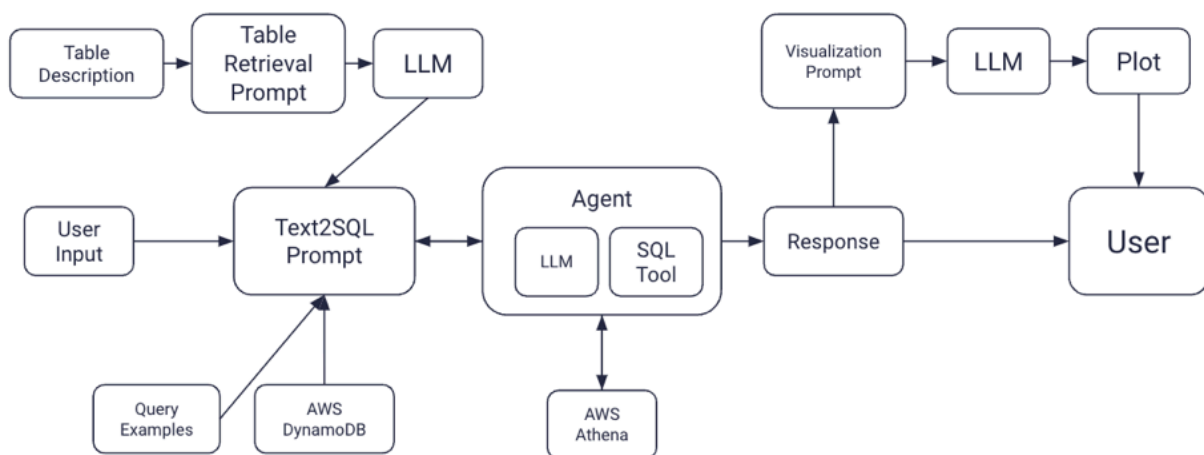 Table
Description
Table
Retrieval
Prompt
LLM
Visualization
Prompt
LLM
Plot
User
Input
Text2SQL
Prompt
Agent
LLM
SQL
Tool
Response
User
Query
Examples
AWS
DynamoDB
AWS
Athena